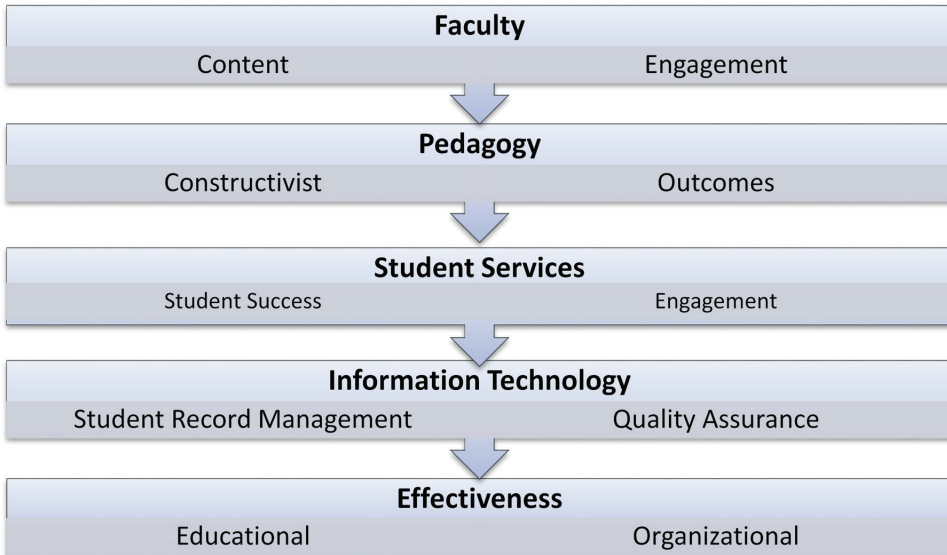 Faculty
Content Engagement
Pedagogy
Constructivist Outcomes
Student Services
Student Success Engagement
Information Technology
Student Record Management Quality Assurance
Effectiveness
Educational Organizational